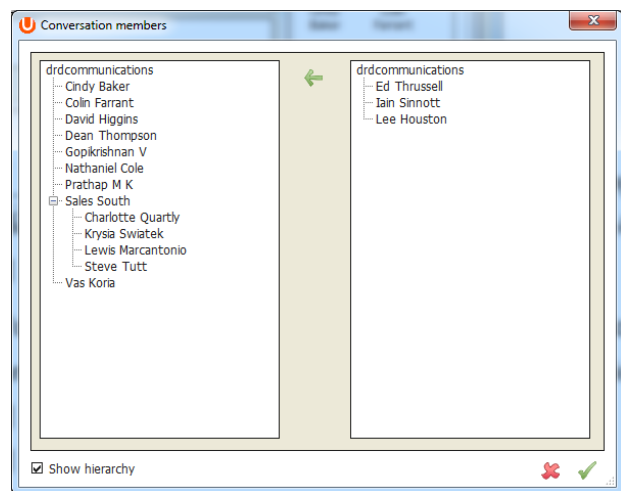 Conversation members
drdcommunications
Cindy Baker
Colin Farrant
David Higgins
Dean Thompson
Gopikrishnan V
Nathaniel Cole
Prathap M K
Sales South
Charlotte Quartly
Krysia Swiatek
Lewis Marcantonio
Steve Tutt
Vas Koria
drdcommunications
Ed Thrussell
Iain Sinnott
Lee Houston
Show hierarchy